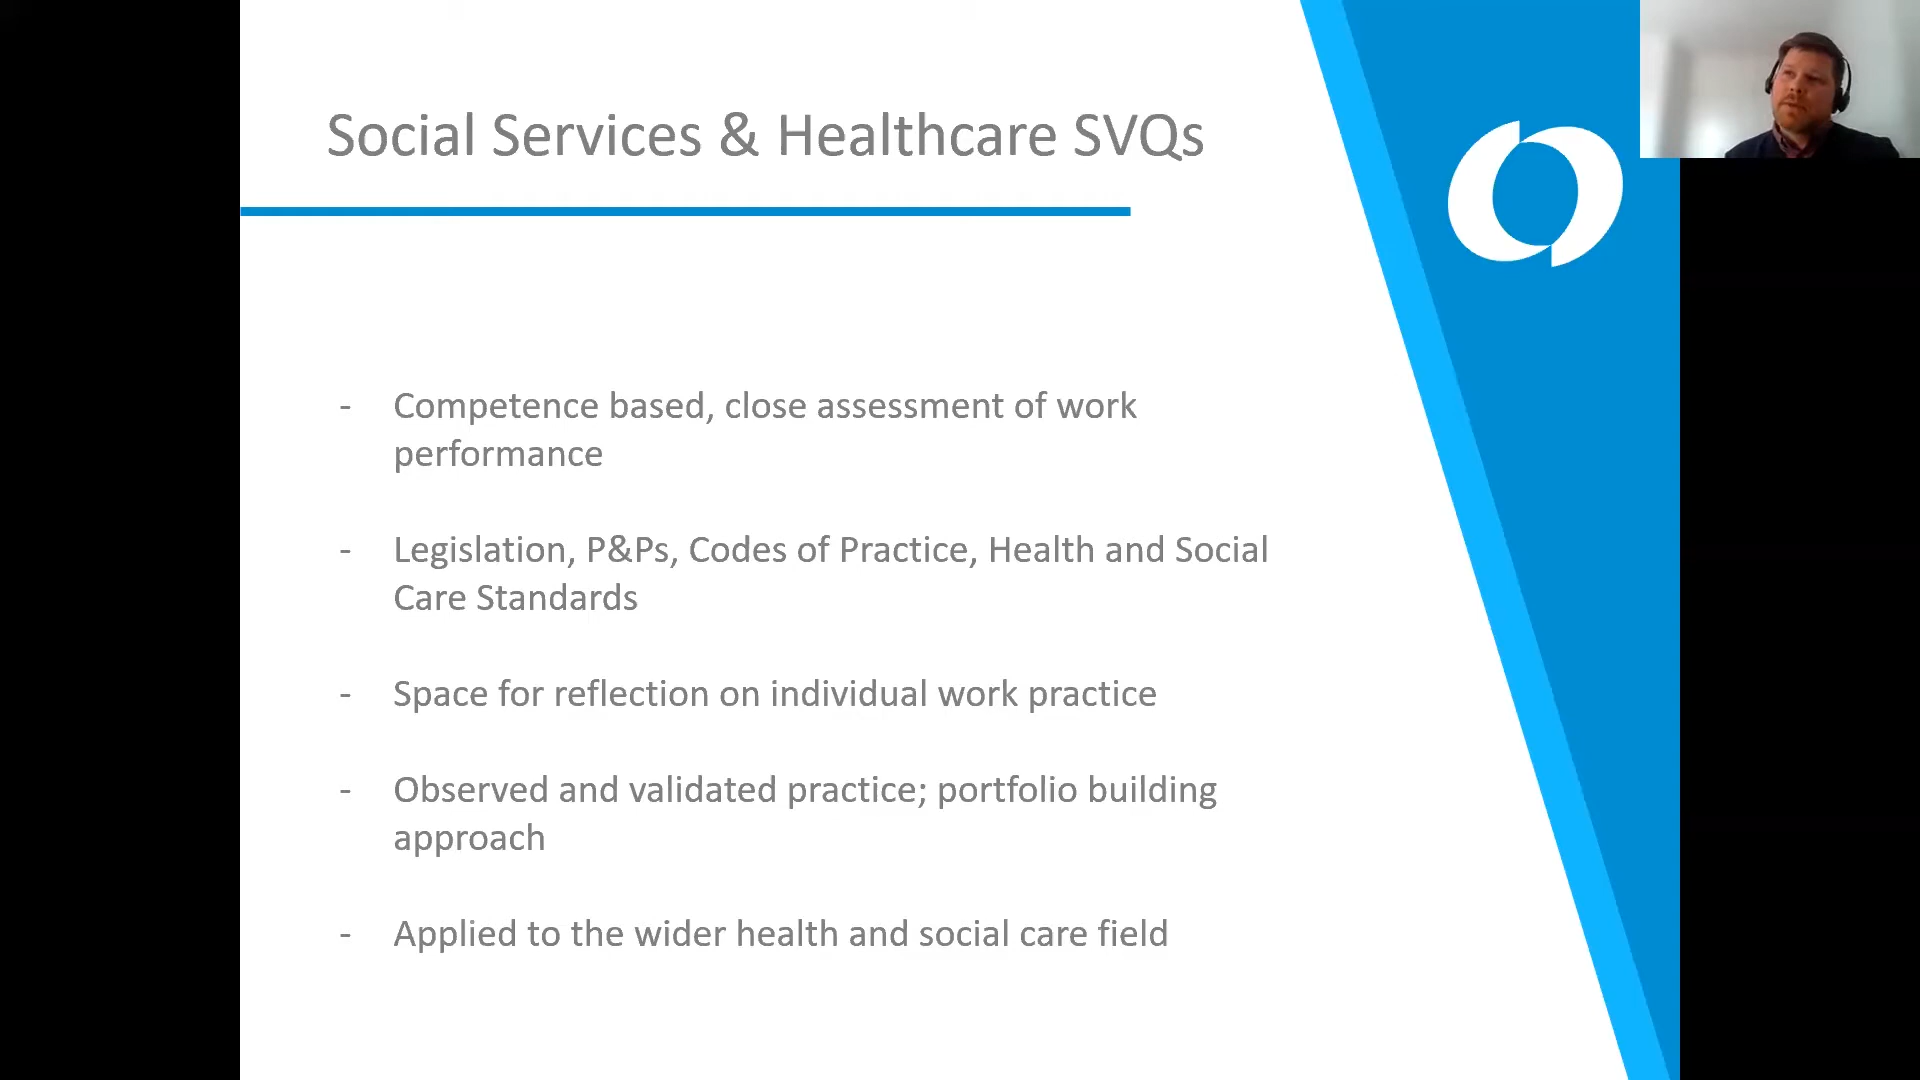 Social Services & Healthcare SVQs
- Competence based, close assessment of work
performance
- Legislation, P&Ps, Codes of Practice, Health and Social
Care Standards
- Space for reflection on individual work practice
- Observed and validated practice; portfolio building
approach
- Applied to the wider health and social care field